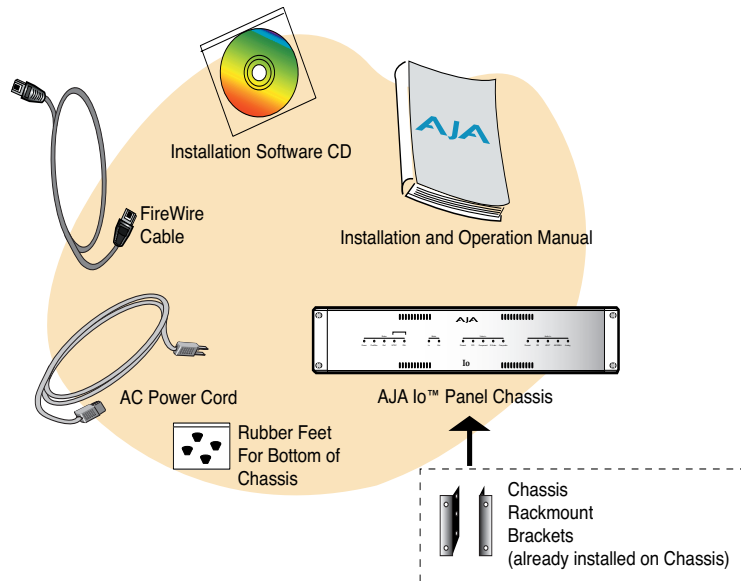 Installation Software CD
AJA
Installation and Operation Manual
FireWire
Cable
AJA
Io
AC Power Cord
AJA Io™ Panel Chassis
Rubber Feet
For Bottom of
Chassis
Chassis
Rackmount
Brackets
(already installed on Chassis)